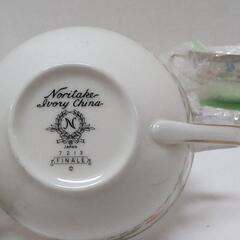 Noritake
Ivory China
N
JAPAN
7213
FINALE
©